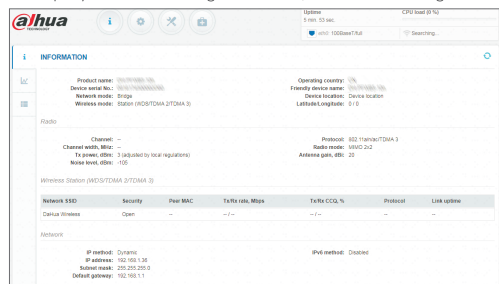 alhua
TECHNOLOGY
Uptime
5 min. 53 sec.
CPU load (0 %)
eth0: 100BaseT/full
Searching...
INFORMATION
Product name:
Device serial No.:
Network mode: Bridge
Wireless mode: Station (WDS/TDMA 2/TDMA 3)
Operating country:
Friendly device name:
Device location: Device location
Latitude/Longitude: 0 / 0
Radio
Channel: --
Channel width, MHz: --
Tx power, dBm: 3 (adjusted by local regulations)
Noise level, dBm: -105
Protocol: 802.11an/ac/TDMA 3
Radio mode: MIMO 2x2
Antenna gain, dBi: 20
Wireless Station (WDS/TDMA 2/TDMA 3)
Network SSID Security Peer MAC Tx/Rx rate, Mbps Tx/Rx CCQ, % Protocol Link uptime
DaHua Wireless Open -- -- / -- -- / -- -- --
Network
IP method: Dynamic
IP address: 192.168.1.36
Subnet mask: 255.255.255.0
Default gateway: 192.168.1.1
IPv6 method: Disabled